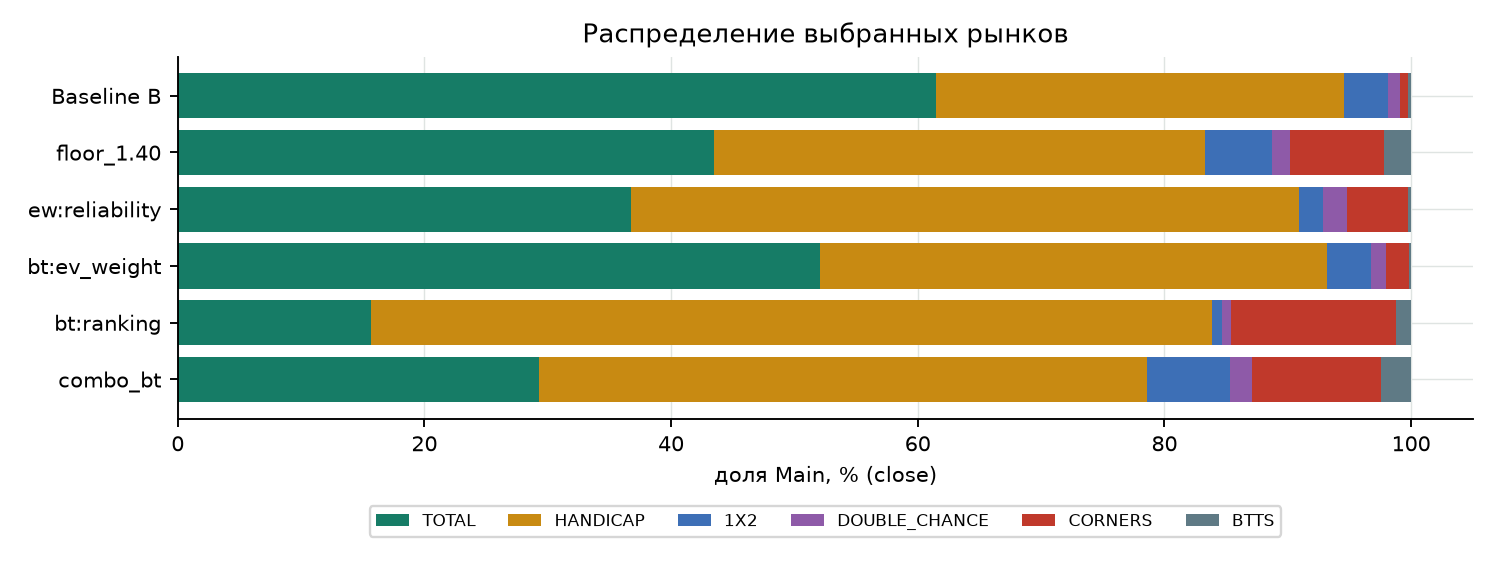 Распределение выбранных рынков
Baseline B
floor_1.40
ew:reliability
bt:ev_weight
bt:ranking
combo_bt
0 20 40 60 80 100
доля Main, % (close)
TOTAL HANDICAP 1X2 DOUBLE_CHANCE CORNERS BTTS